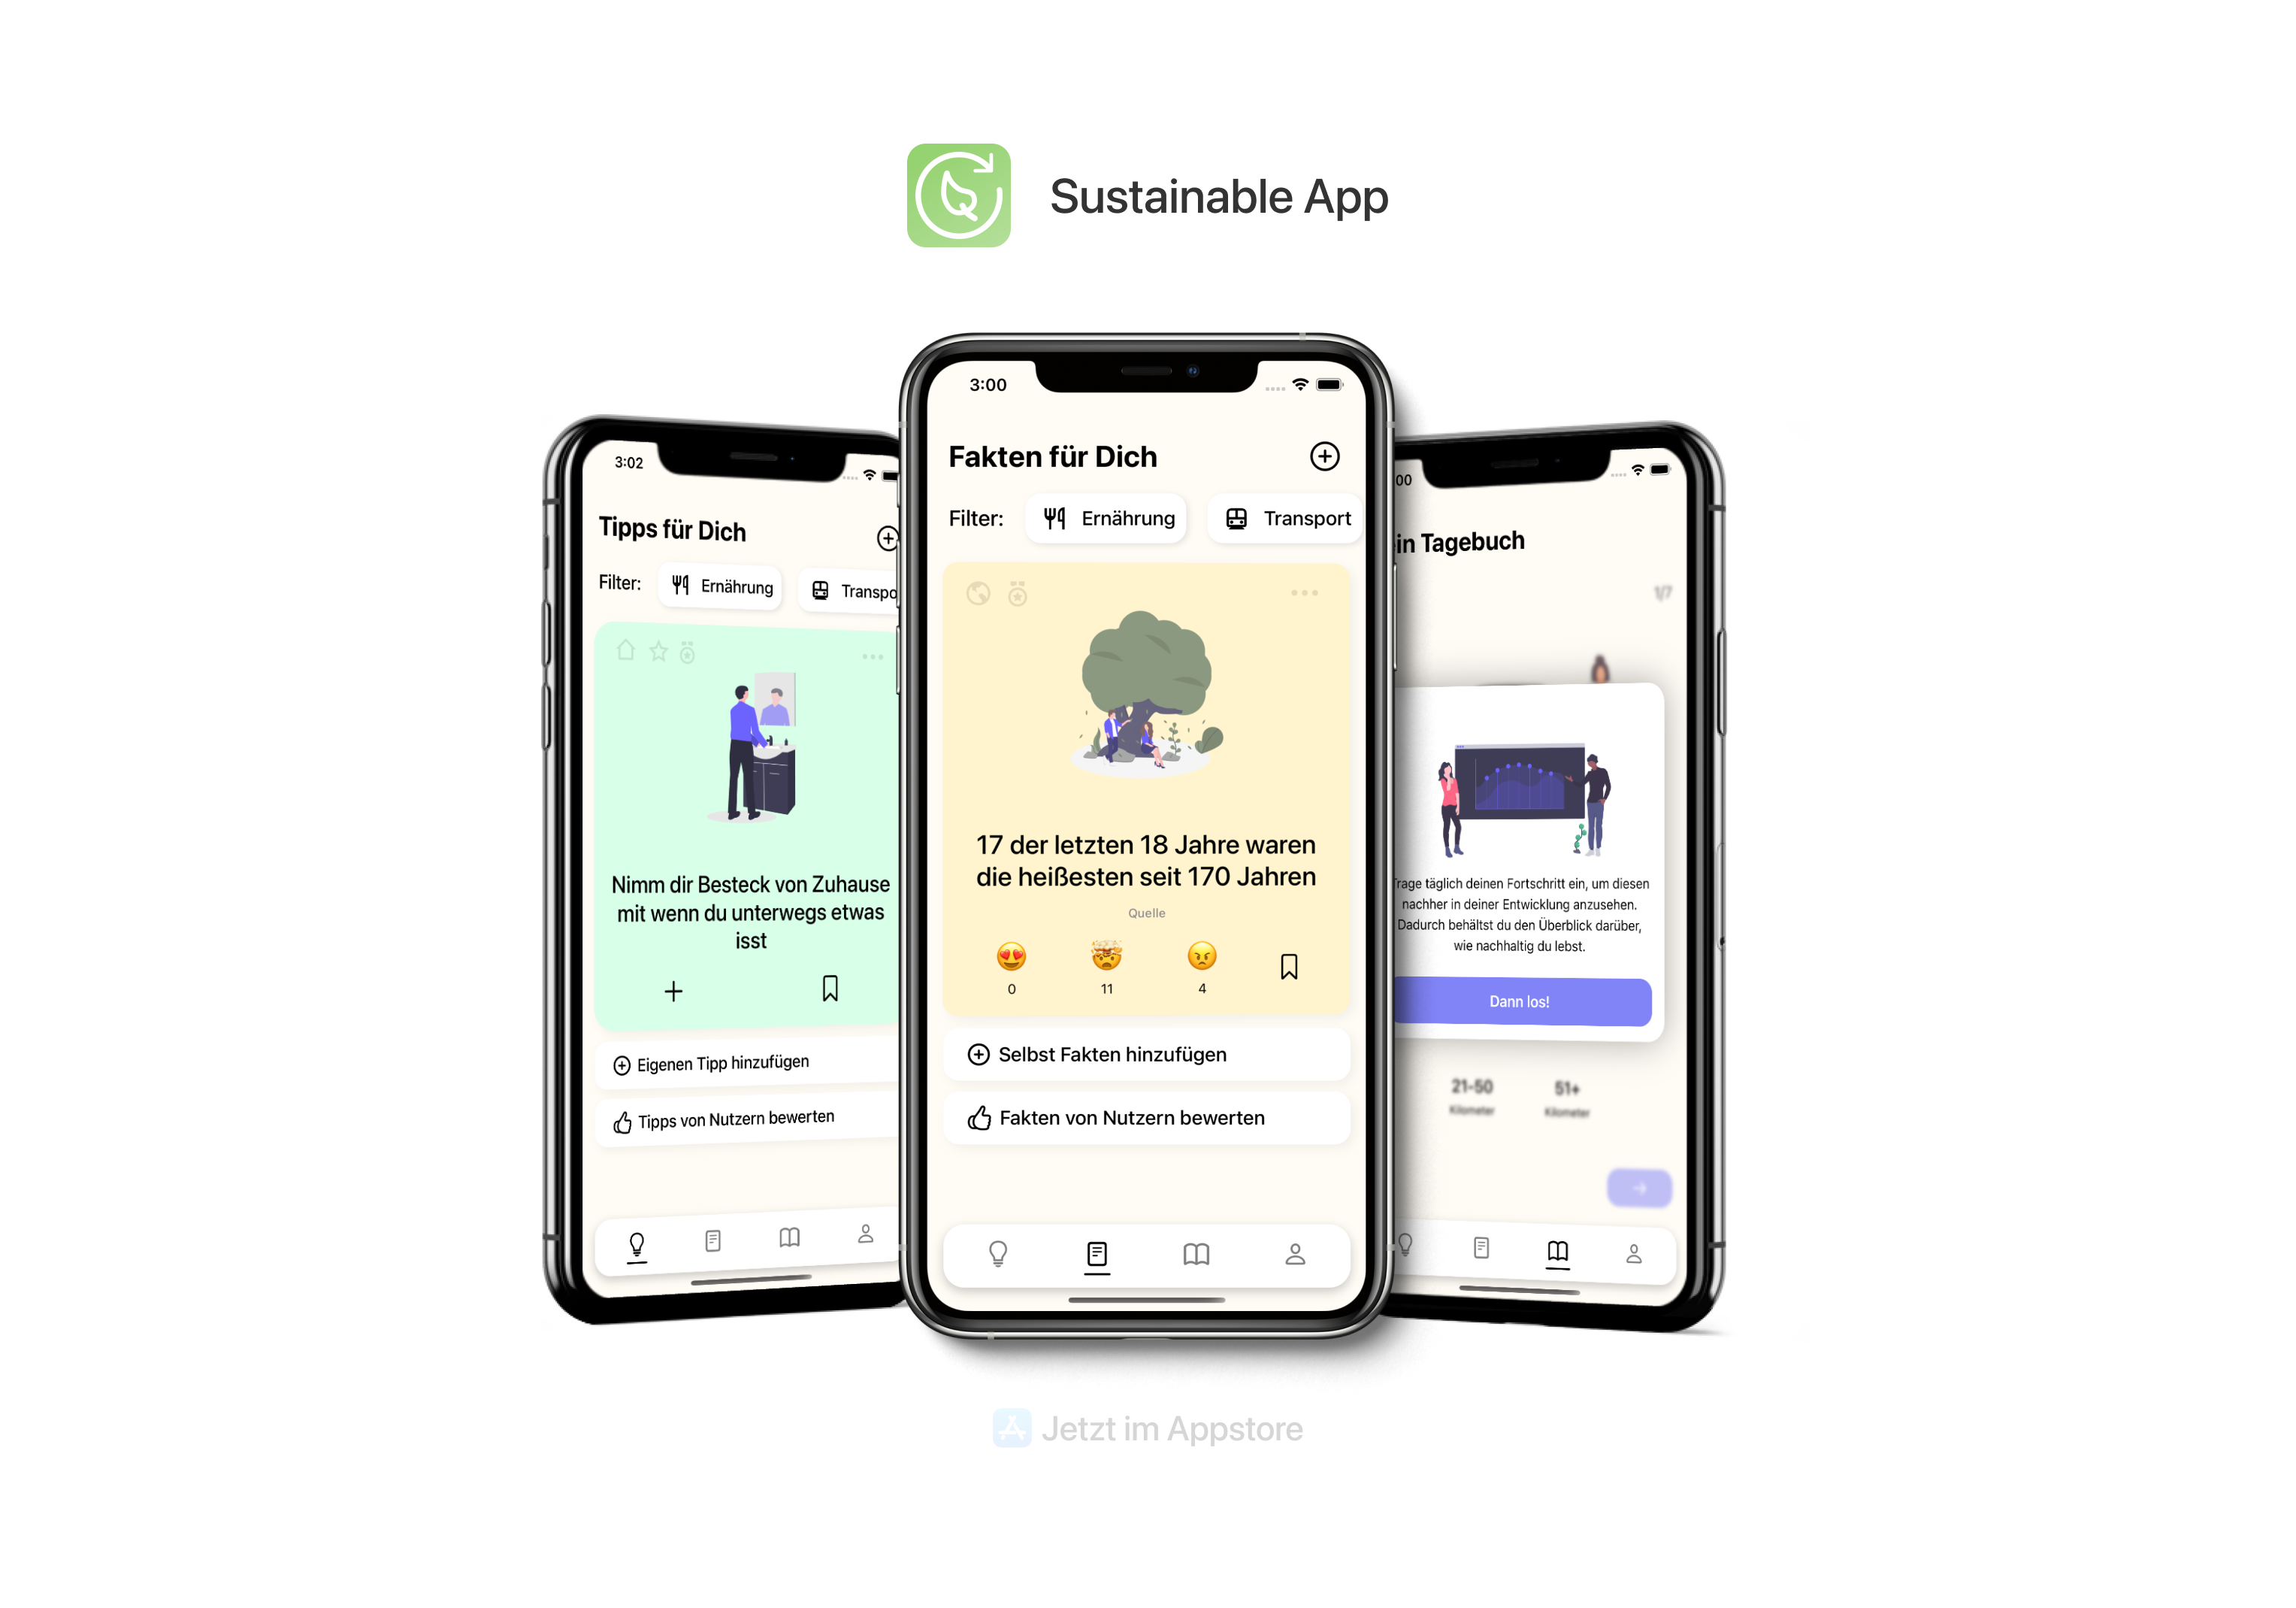 Sustainable App
3:02
Tipps für Dich
Filter:
Ernährung
Transpo
Nimm dir Besteck von Zuhause
mit wenn du unterwegs etwas
isst
Eigenen Tipp hinzufügen
Tipps von Nutzern bewerten
3:00
Fakten für Dich
Filter:
Ernährung
Transport
17 der letzten 18 Jahre waren
die heißesten seit 170 Jahren
Quelle
0
11
4
Selbst Fakten hinzufügen
Fakten von Nutzern bewerten
00
in Tagebuch
1/7
Trage täglich deinen Fortschritt ein, um diesen
nachher in deiner Entwicklung anzusehen.
Dadurch behältst du den Überblick darüber,
wie nachhaltig du lebst.
Dann los!
21-50
Kilometer
51+
Kilometer
Jetzt im Appstore